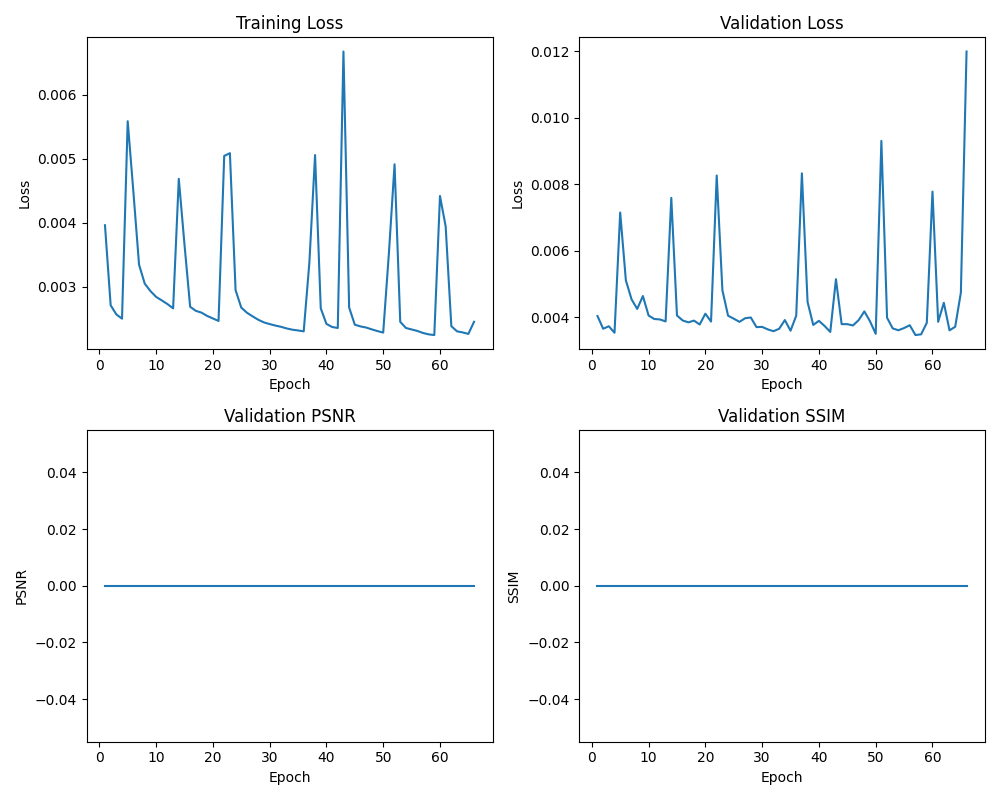 Training Loss
Loss
0.006
0.005
0.004
0.003
0 10 20 30 40 50 60
Epoch
Validation Loss
Loss
0.012
0.010
0.008
0.006
0.004
0 10 20 30 40 50 60
Epoch
Validation PSNR
PSNR
0.04
0.02
0.00
−0.02
−0.04
0 10 20 30 40 50 60
Epoch
Validation SSIM
SSIM
0.04
0.02
0.00
−0.02
−0.04
0 10 20 30 40 50 60
Epoch